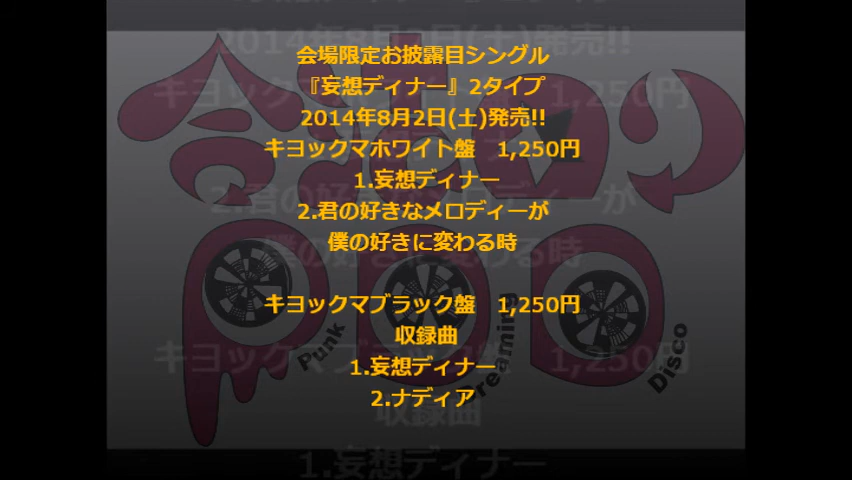 会場限定お披露目シングル
『妄想ディナー』2タイプ
2014年8月2日(土)発売!!
キヨックマホワイト盤　1,250円
1.妄想ディナー
2.君の好きなメロディーが
僕の好きに変わる時
キヨックマブラック盤　1,250円
収録曲
1.妄想ディナー
2.ナディア
Punk
Dreaming
Disco